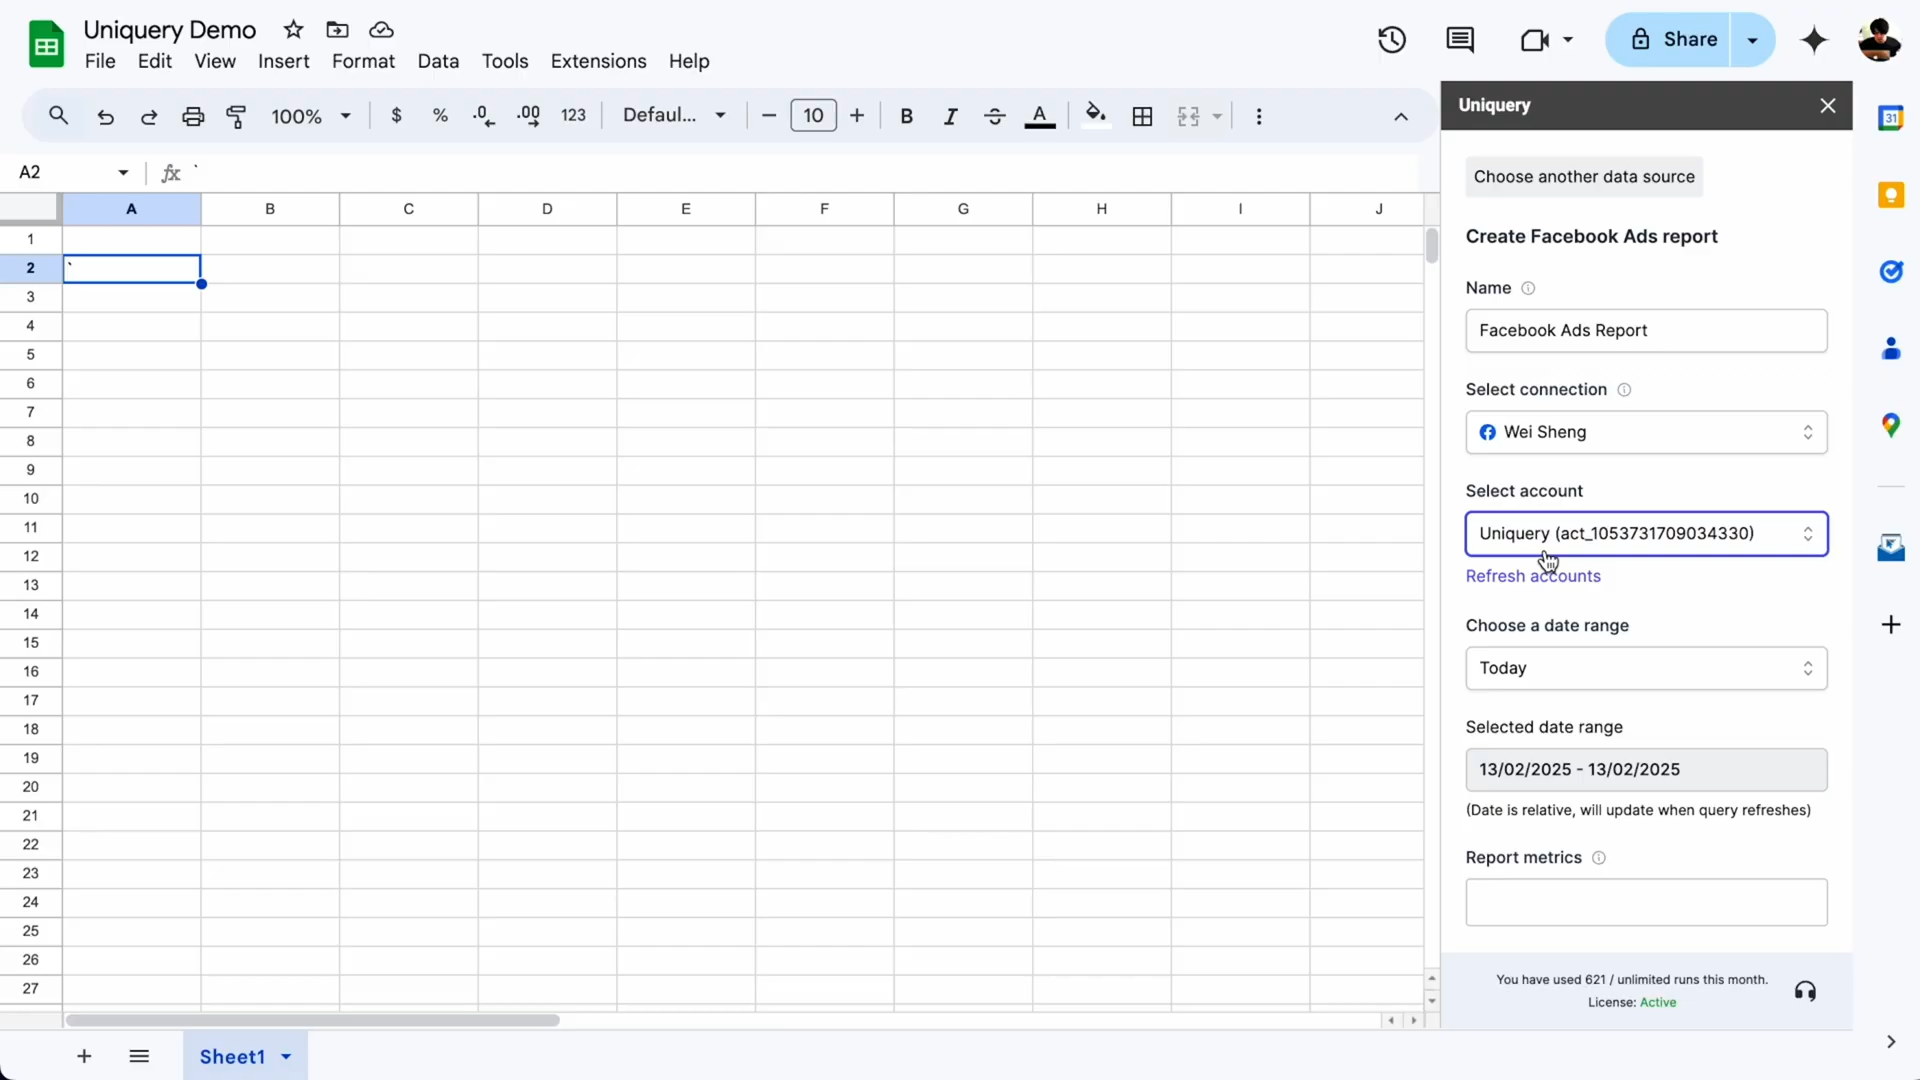 Uniquery Demo
File Edit View Insert Format Data Tools Extensions Help
Share
100% $ % .0 .00 123 Defaul... 10 B I A
A2 fx `
A B C D E F G H I J
1
2 `
3
4
5
6
7
8
9
10
11
12
13
14
15
16
17
18
19
20
21
22
23
24
25
26
27
Sheet1
Uniquery
Choose another data source
Create Facebook Ads report
Name
Facebook Ads Report
Select connection
Wei Sheng
Select account
Uniquery (act_1053731709034330)
Refresh accounts
Choose a date range
Today
Selected date range
13/02/2025 - 13/02/2025
(Date is relative, will update when query refreshes)
Report metrics
You have used 621 / unlimited runs this month.
License: Active
31